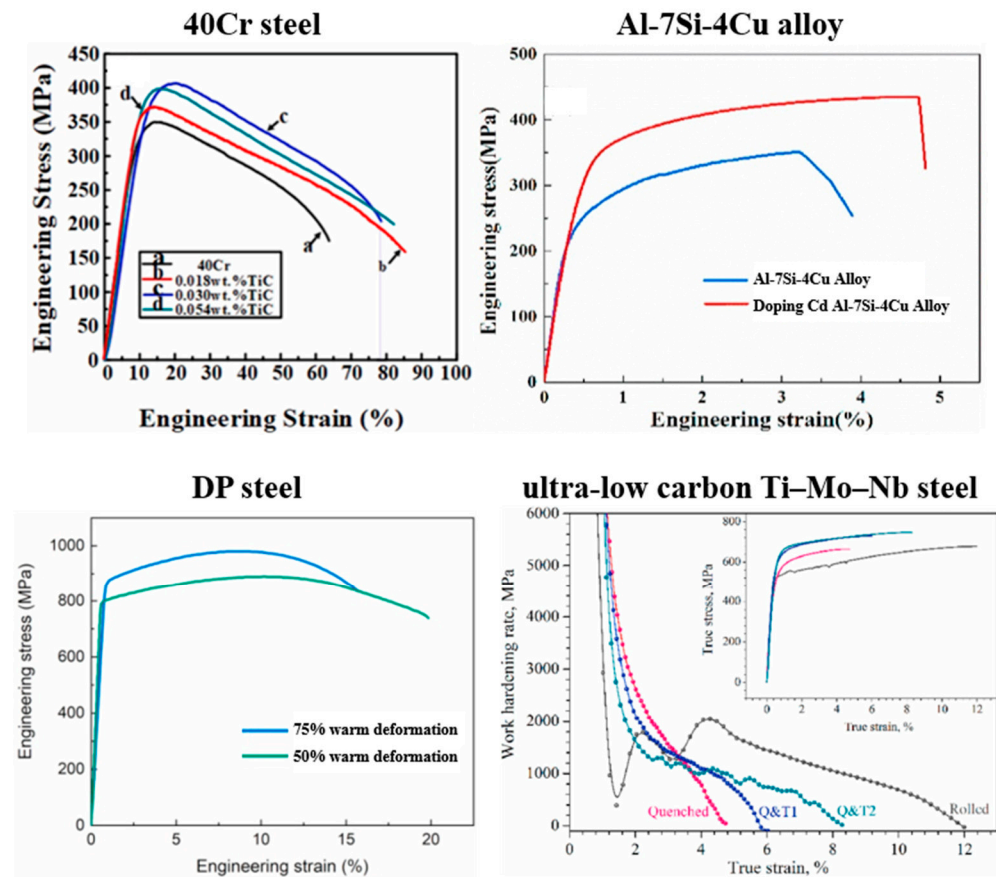 40Cr steel
Engineering Stress (MPa)
450
400
350
300
250
200
150
100
50
0
d
c
a
b
a 40Cr
b 0.018wt.%TiC
c 0.030wt.%TiC
d 0.054wt.%TiC
0 10 20 30 40 50 60 70 80 90 100
Engineering Strain (%)
Al-7Si-4Cu alloy
Engineering stress(MPa)
500
400
300
200
100
0
Al-7Si-4Cu Alloy
Doping Cd Al-7Si-4Cu Alloy
0 1 2 3 4 5
Engineering strain(%)
DP steel
Engineering stress (MPa)
1000
800
600
400
200
0
75% warm deformation
50% warm deformation
0 5 10 15 20
Engineering strain (%)
ultra-low carbon Ti–Mo–Nb steel
Work hardening rate, MPa
6000
5000
4000
3000
2000
1000
0
True stress, MPa
800
600
400
200
0
0 2 4 6 8 10 12
True strain, %
Quenched
Q&T1
Q&T2
Rolled
0 2 4 6 8 10 12
True strain, %